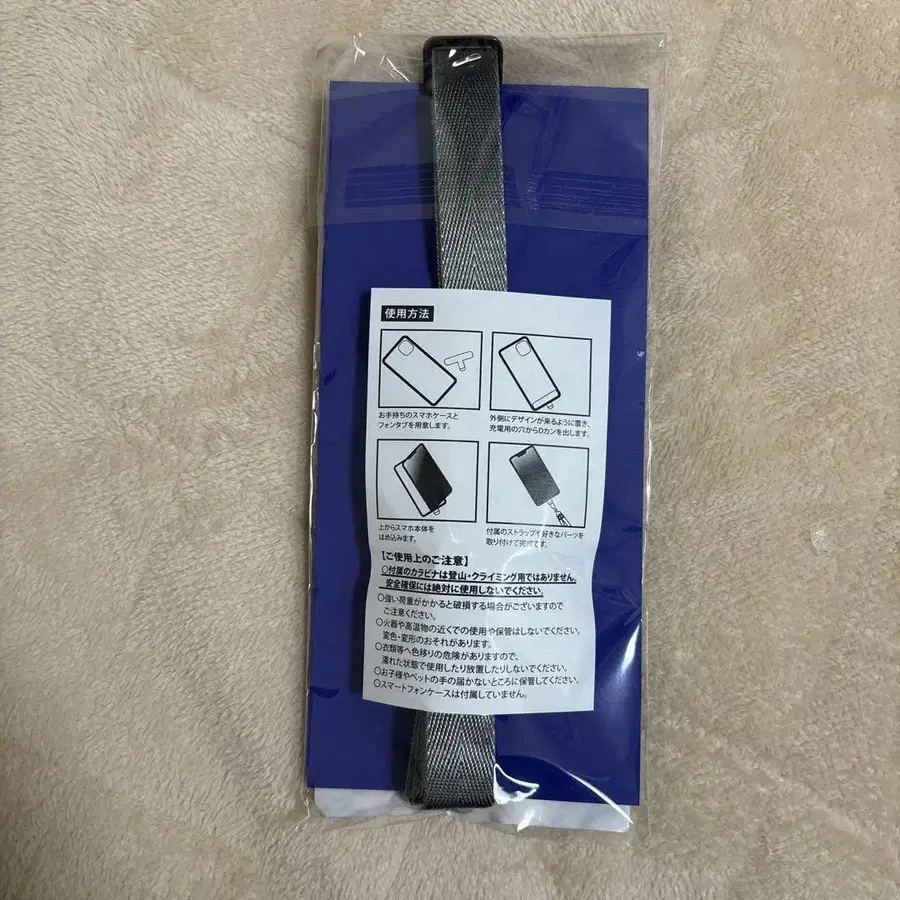 使用方法
お手持ちのスマホケースと
フォンタブを用意します。
外側にデザインが来るように置き、
充電用の穴からDカンを出します。
上からスマホ本体を
はめ込みます。
付属のストラップや好きなパーツを
取り付けて完成です。
【ご使用上のご注意】
○付属のカラビナは登山・クライミング用ではありません。
安全確保には絶対に使用しないでください。
○強い荷重がかかると破損する場合がございますので
ご注意ください。
○火器や高温物の近くでの使用や保管はしないでください。
変色・変形のおそれがあります。
○衣類等へ色移りの危険がありますので、
濡れた状態で使用したり放置したりしないでください。
○お子様やペットの手の届かないところに保管してください。
○スマートフォンケースは付属していません。